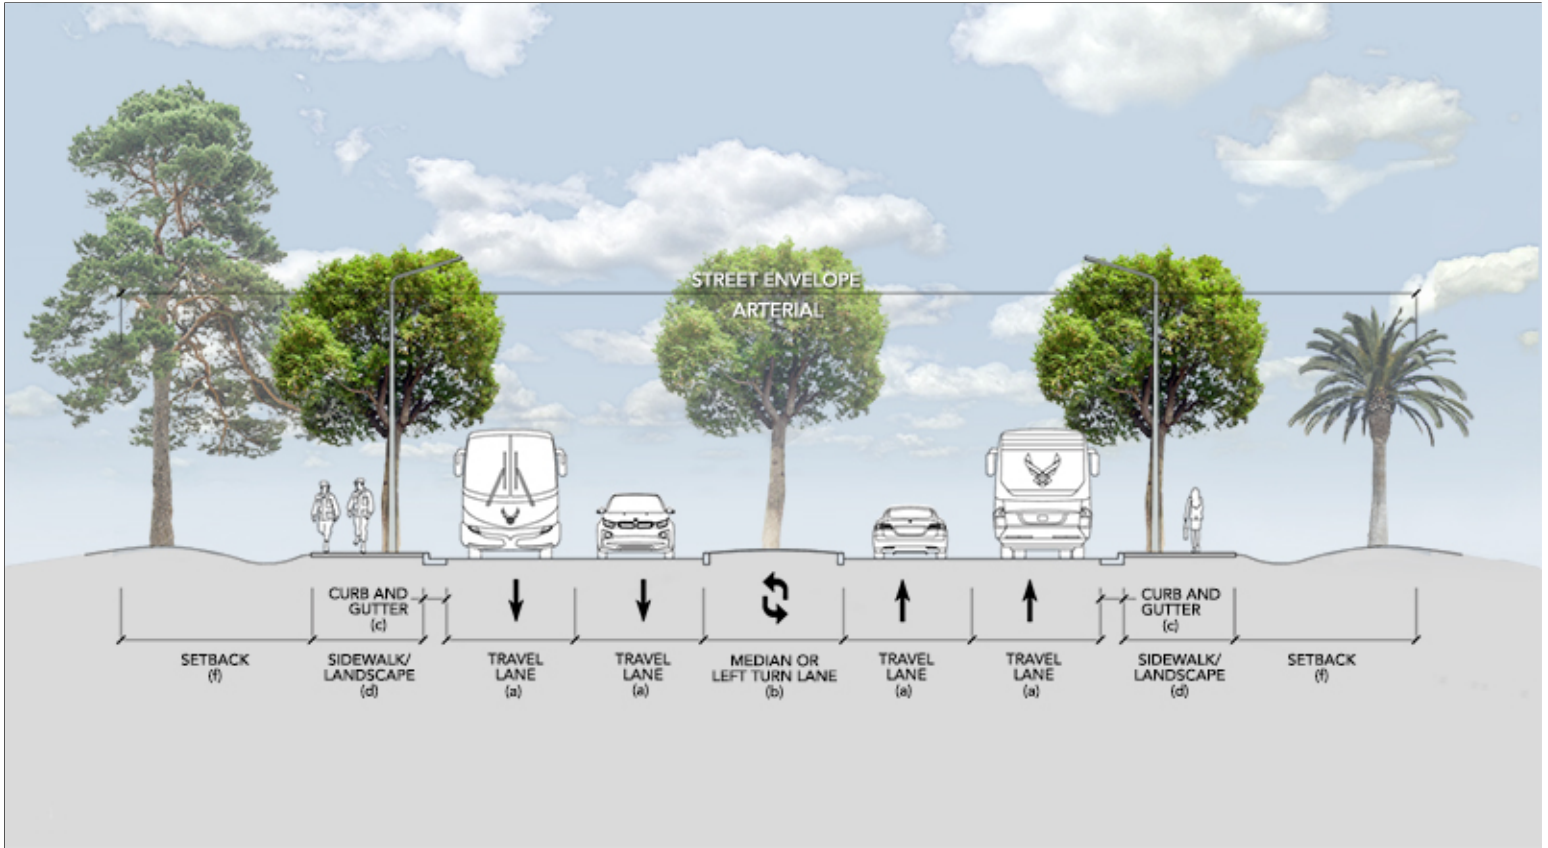 STREET ENVELOPE
ARTERIAL
CURB AND
GUTTER
(c)
CURB AND
GUTTER
(c)
SETBACK
(f)
SIDEWALK/
LANDSCAPE
(d)
TRAVEL
LANE
(a)
TRAVEL
LANE
(a)
MEDIAN OR
LEFT TURN LANE
(b)
TRAVEL
LANE
(a)
TRAVEL
LANE
(a)
SIDEWALK/
LANDSCAPE
(d)
SETBACK
(f)